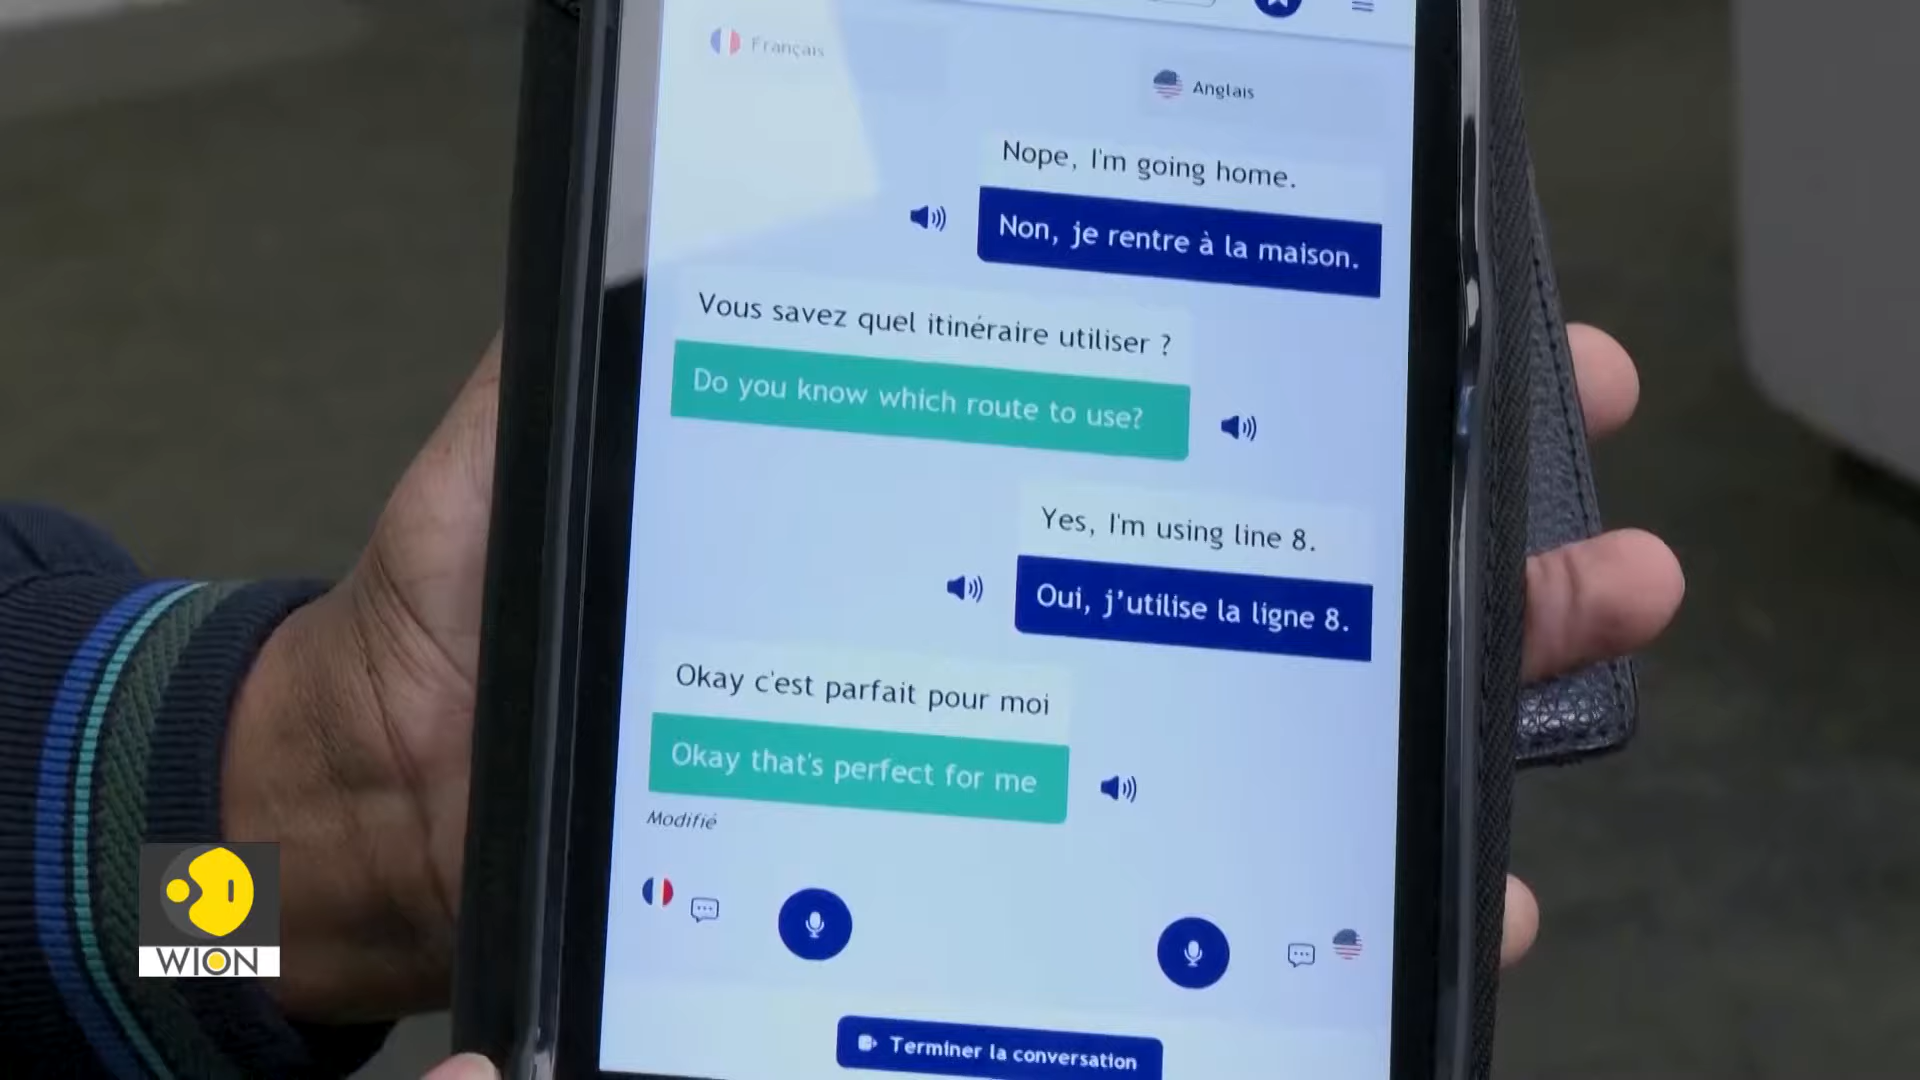 Français
Anglais
Nope, I'm going home.
Non, je rentre à la maison.
Vous savez quel itinéraire utiliser ?
Do you know which route to use?
Yes, I'm using line 8.
Oui, j'utilise la ligne 8.
Okay c'est parfait pour moi
Okay that's perfect for me
Modifié
Terminer la conversation
WION